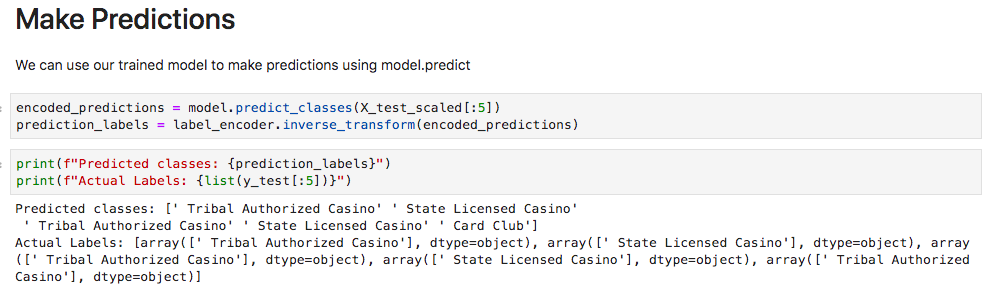 Make Predictions
We can use our trained model to make predictions using model.predict
encoded_predictions = model.predict_classes(X_test_scaled[:5])
prediction_labels = label_encoder.inverse_transform(encoded_predictions)
print(f"Predicted classes: {prediction_labels}")
print(f"Actual Labels: {list(y_test[:5])}")
Predicted classes: [' Tribal Authorized Casino' ' State Licensed Casino'
 ' Tribal Authorized Casino' ' State Licensed Casino' ' Card Club']
Actual Labels: [array([' Tribal Authorized Casino'], dtype=object), array([' State Licensed Casino'], dtype=object), array
([' Tribal Authorized Casino'], dtype=object), array([' State Licensed Casino'], dtype=object), array([' Tribal Authorized
Casino'], dtype=object)]